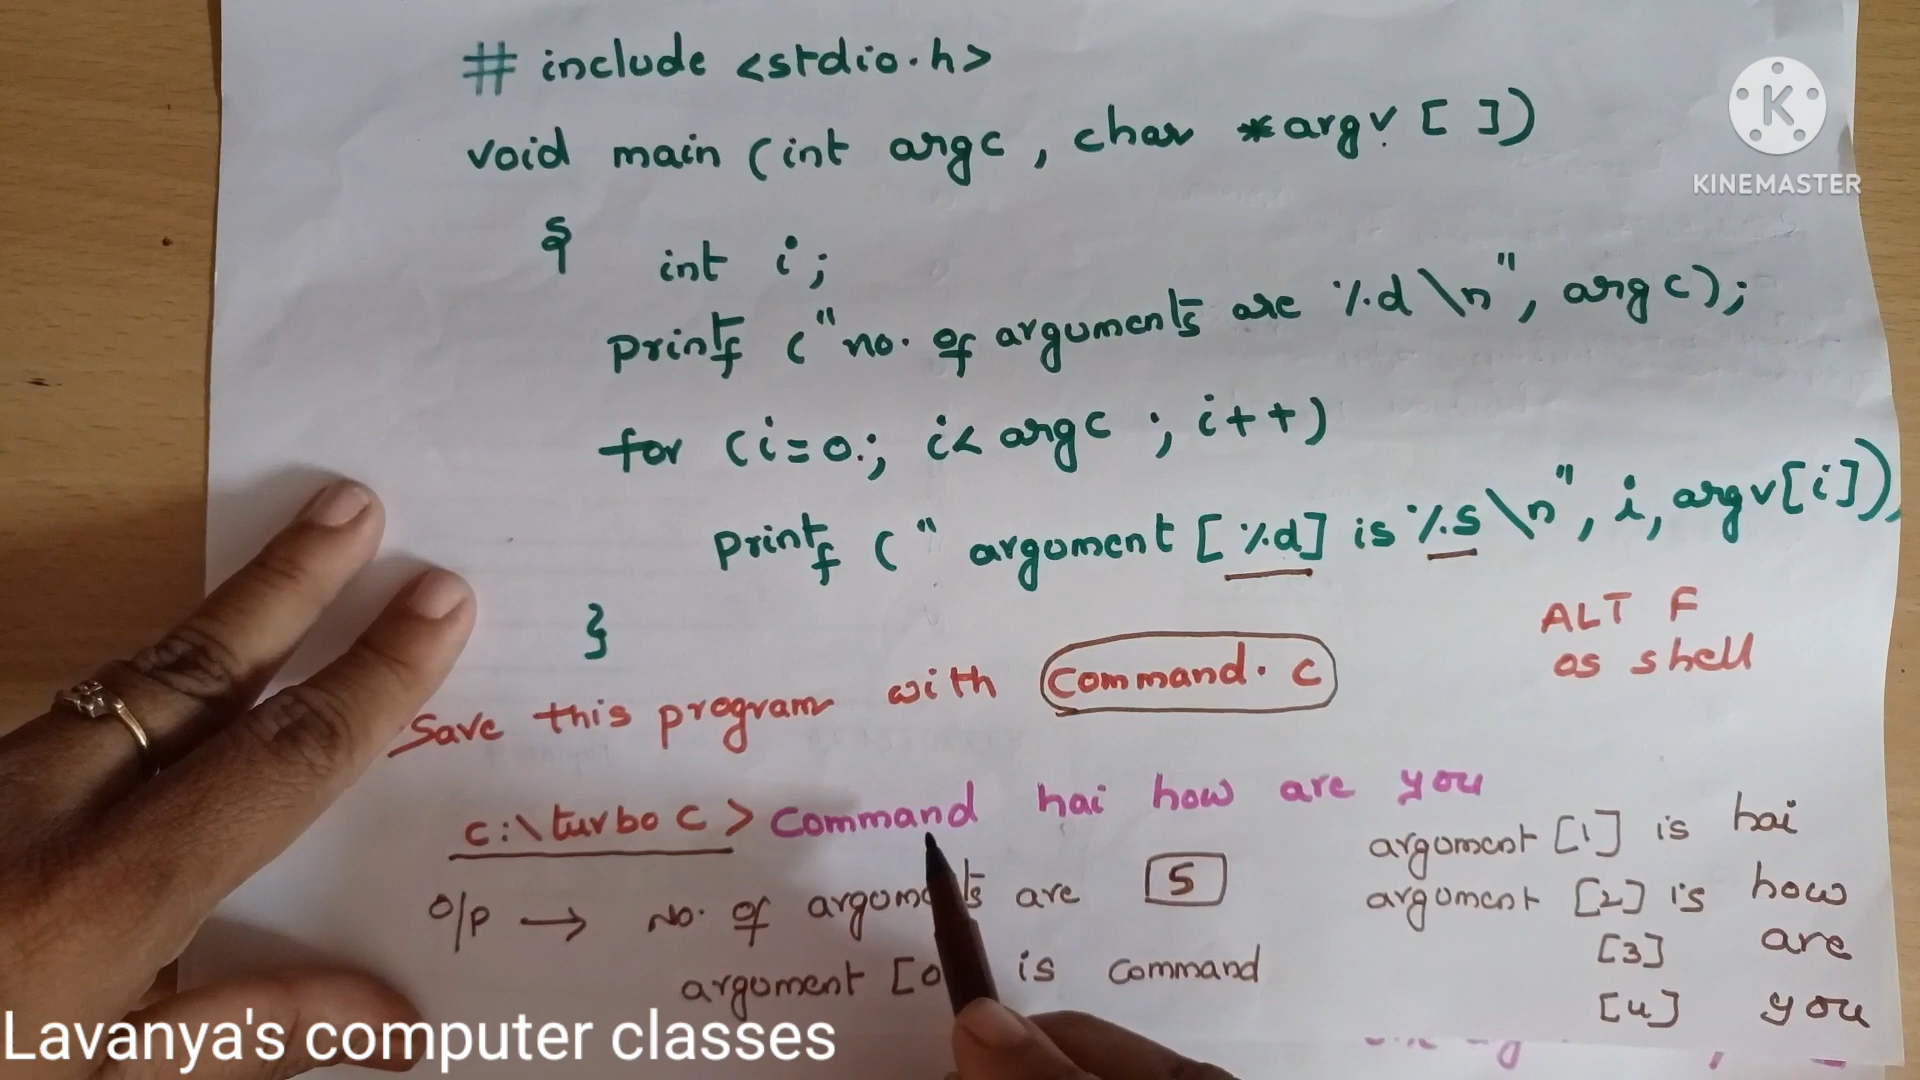 # include <stdio.h>
void main (int argc, char *argv[ ])
{ int i;
printf ("no. of arguments are %d \n", argc);
for (i=0; i< argc ; i++)
printf (" argument [%d] is %s \n", i, argv[i]),
}
ALT F
os shell
Save this program with Command.c
c:\turbo c> Command hai how are you
o/p → No. of arguments are 5
argument [0 is command
argument [1] is hai
argument [2] is how
[3] are
[4] you
KINEMASTER
Lavanya's computer classes